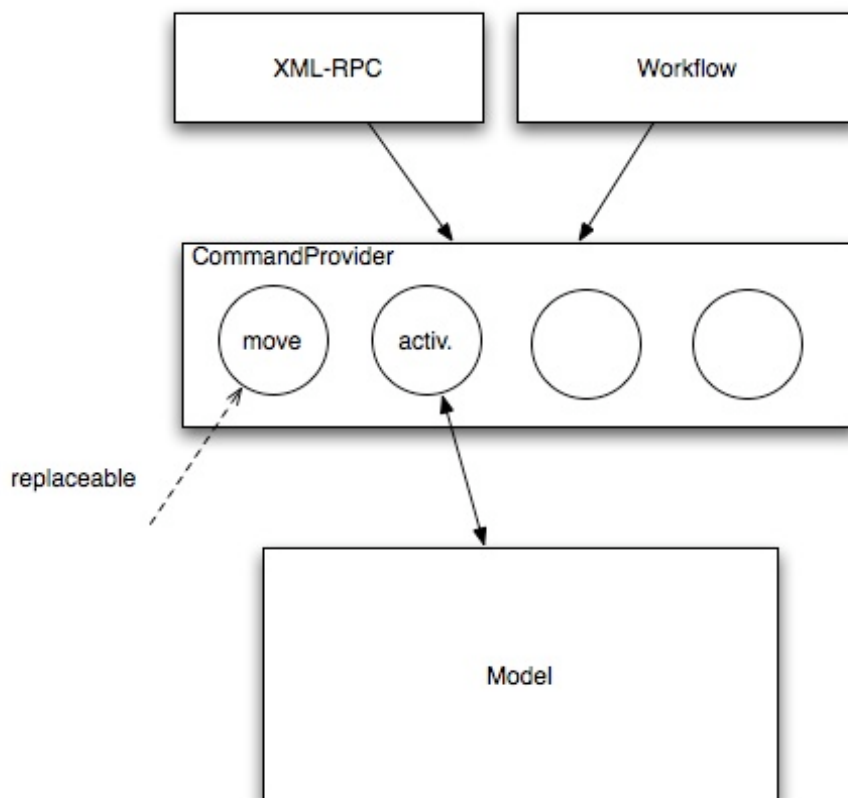 XML-RPC
Workflow
CommandProvider
move
activ.
replaceable
Model